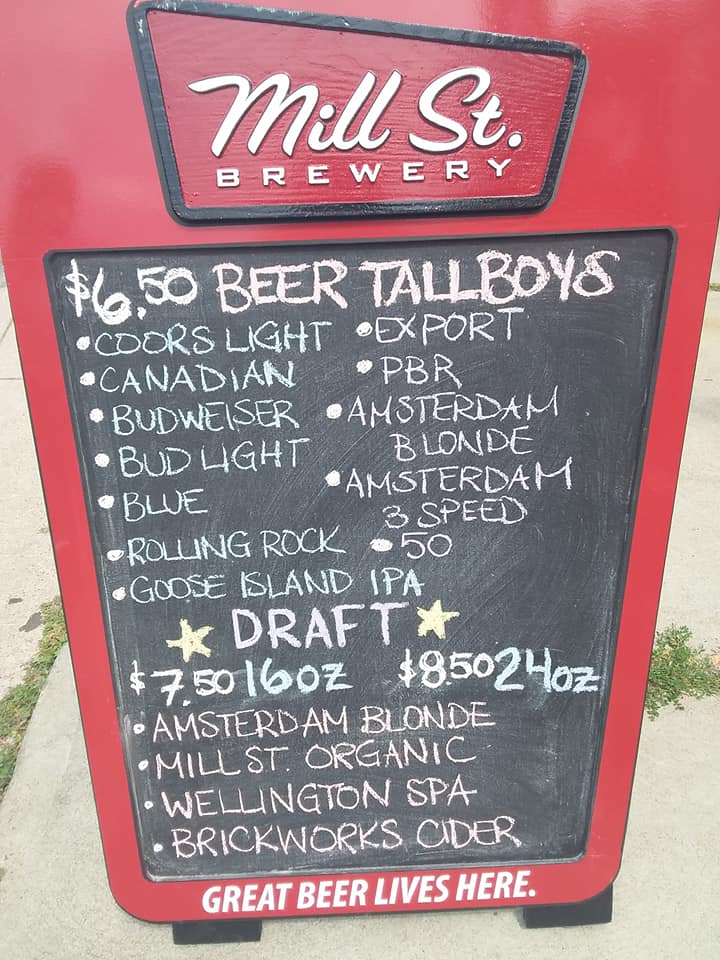 Mill St.
BREWERY
$6.50 BEER TALLBOYS
• COORS LIGHT • EXPORT
• CANADIAN • PBR
• BUDWEISER • AMSTERDAM
BLONDE
• BUD LIGHT
• AMSTERDAM
3 SPEED
• BLUE
• ROLLING ROCK • 50
• GOOSE ISLAND IPA
DRAFT
$7.50 16oz $8.50 24oz
• AMSTERDAM BLONDE
• MILL ST. ORGANIC
• WELLINGTON SPA
• BRICKWORKS CIDER
GREAT BEER LIVES HERE.